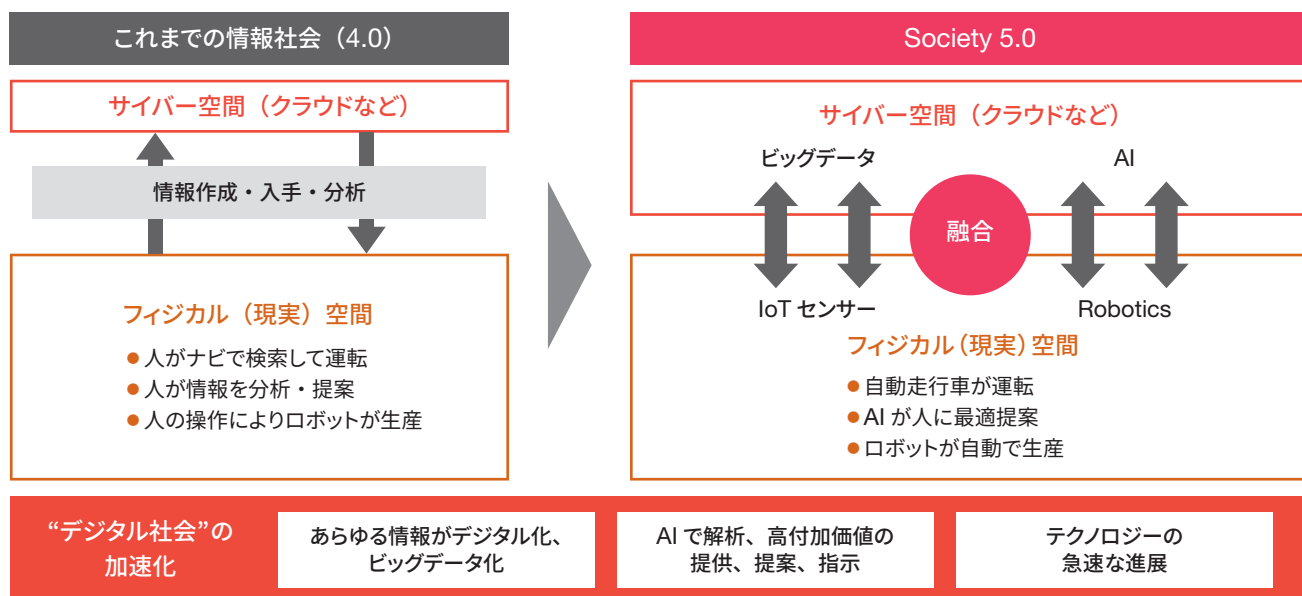 これまでの情報社会（4.0）
サイバー空間（クラウドなど）
情報作成・入手・分析
フィジカル（現実）空間
●人がナビで検索して運転
●人が情報を分析・提案
●人の操作によりロボットが生産
Society 5.0
サイバー空間（クラウドなど）
ビッグデータ
AI
融合
IoT センサー
Robotics
フィジカル（現実）空間
●自動走行車が運転
●AI が人に最適提案
●ロボットが自動で生産
“デジタル社会”の
加速化
あらゆる情報がデジタル化、
ビッグデータ化
AI で解析、高付加価値の
提供、提案、指示
テクノロジーの
急速な進展